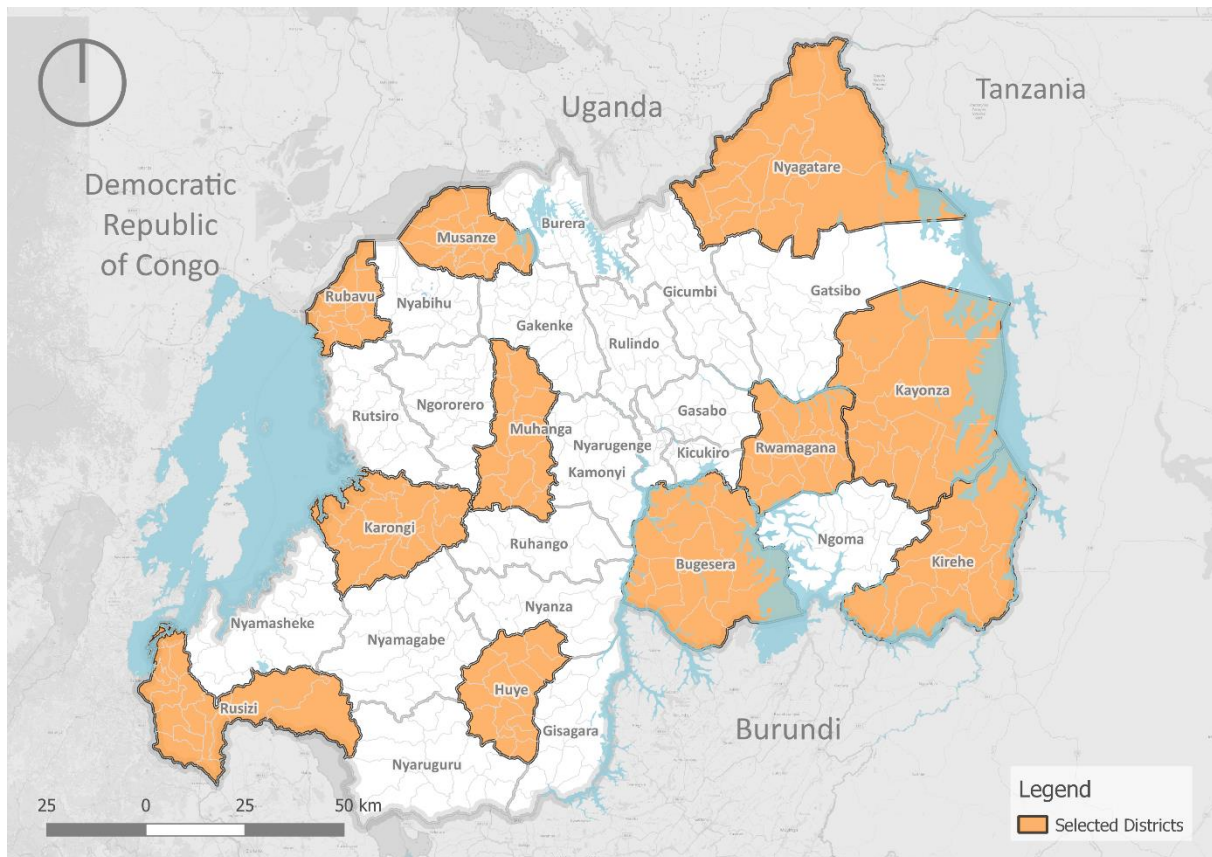 Uganda
Tanzania
Democratic
Republic
of Congo
Nyagatare
Burera
Musanze
Rubavu
Nyabihu
Gicumbi
Gatsibo
Gakenke
Rulindo
Kayonza
Rutsiro
Ngororero
Gasabo
Muhanga
Nyarugenge
Rwamagana
Kicukiro
Kamonyi
Karongi
Ruhango
Ngoma
Kirehe
Bugesera
Nyamasheke
Nyanza
Nyamagabe
Huye
Rusizi
Gisagara
Burundi
Nyaruguru
25 0 25 50 km
Legend
Selected Districts